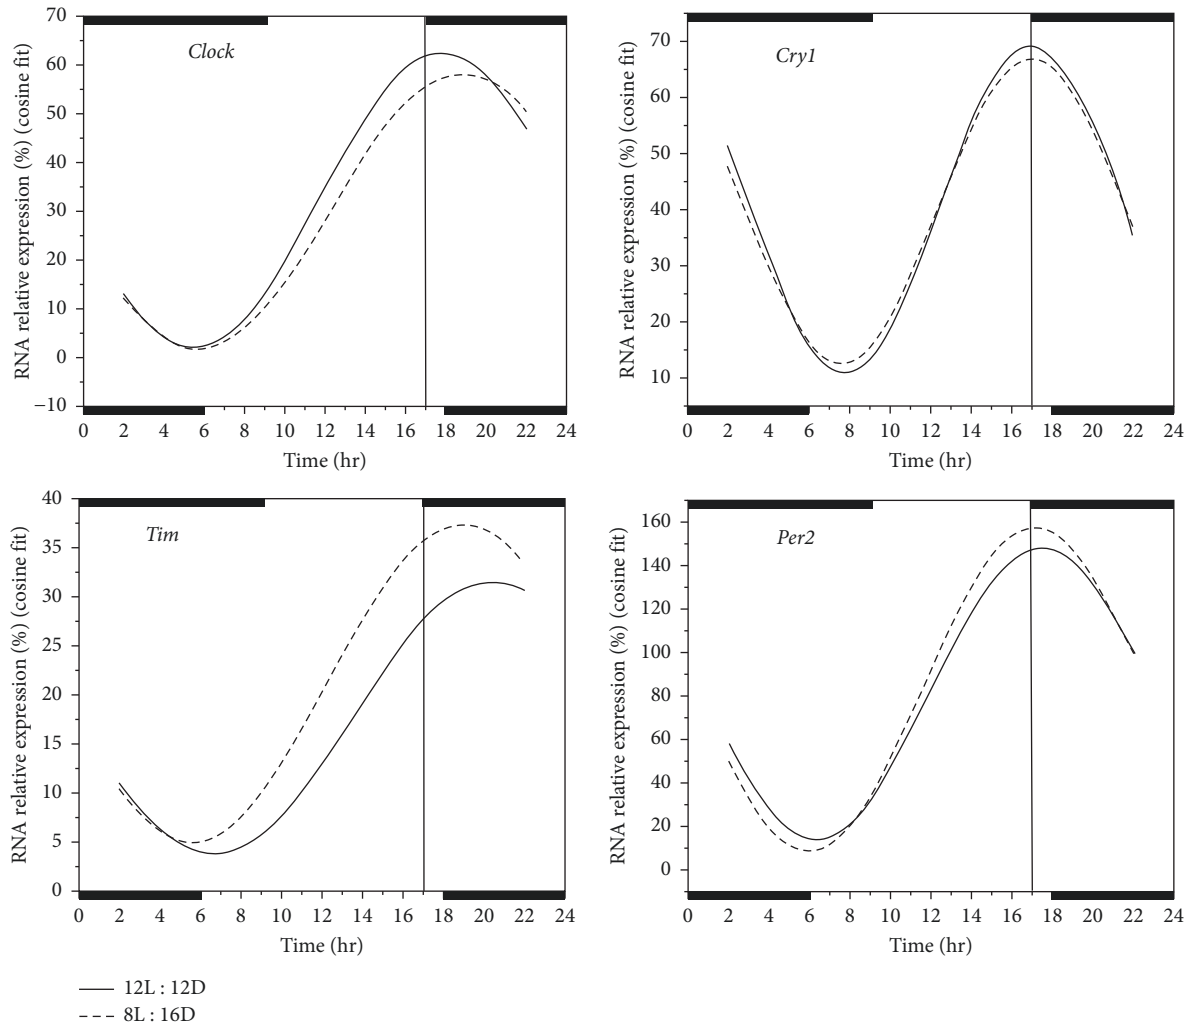 Clock
RNA relative expression (%) (cosine fit)
70
60
50
40
30
20
10
0
−10
0 2 4 6 8 10 12 14 16 18 20 22 24
Time (hr)
Cry1
RNA relative expression (%) (cosine fit)
70
60
50
40
30
20
10
0 2 4 6 8 10 12 14 16 18 20 22 24
Time (hr)
Tim
RNA relative expression (%) (cosine fit)
40
35
30
25
20
15
10
5
0
0 2 4 6 8 10 12 14 16 18 20 22 24
Time (hr)
Per2
RNA relative expression (%) (cosine fit)
160
140
120
100
80
60
40
20
0
0 2 4 6 8 10 12 14 16 18 20 22 24
Time (hr)
12L : 12D
8L : 16D